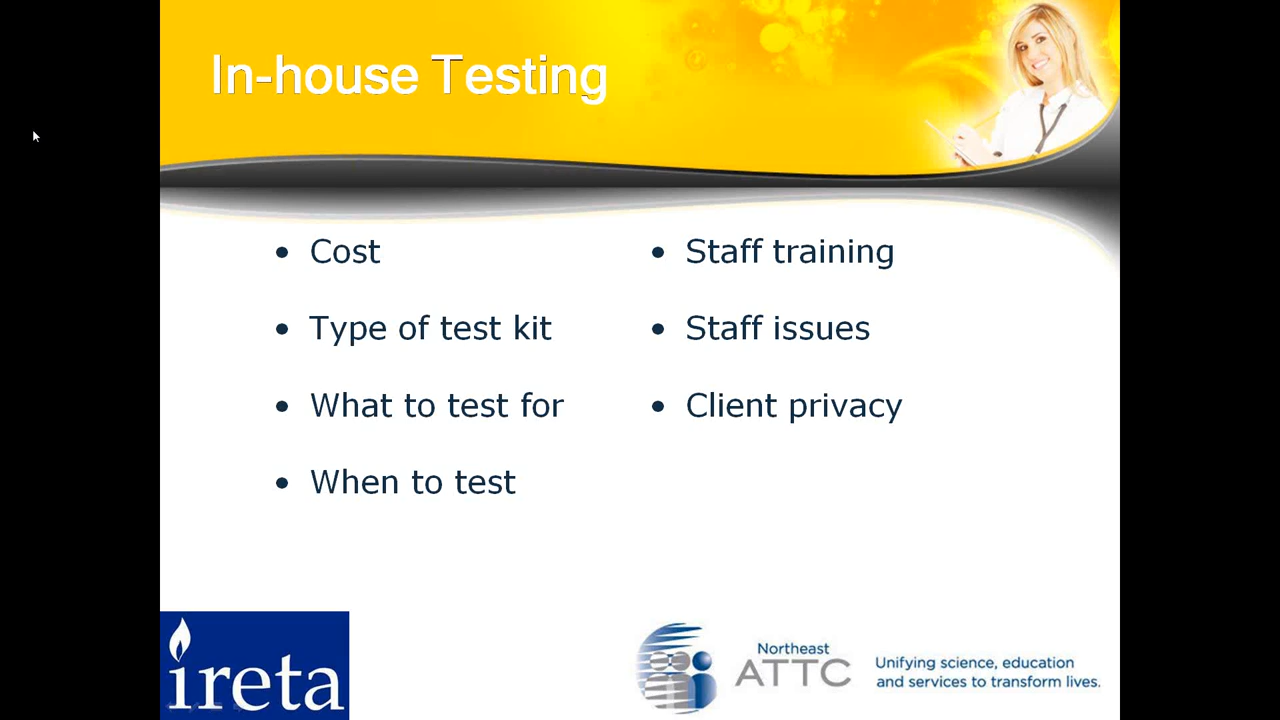 In-house Testing
• Cost
• Type of test kit
• What to test for
• When to test
• Staff training
• Staff issues
• Client privacy
ireta
Northeast
ATTC
Unifying science, education
and services to transform lives.